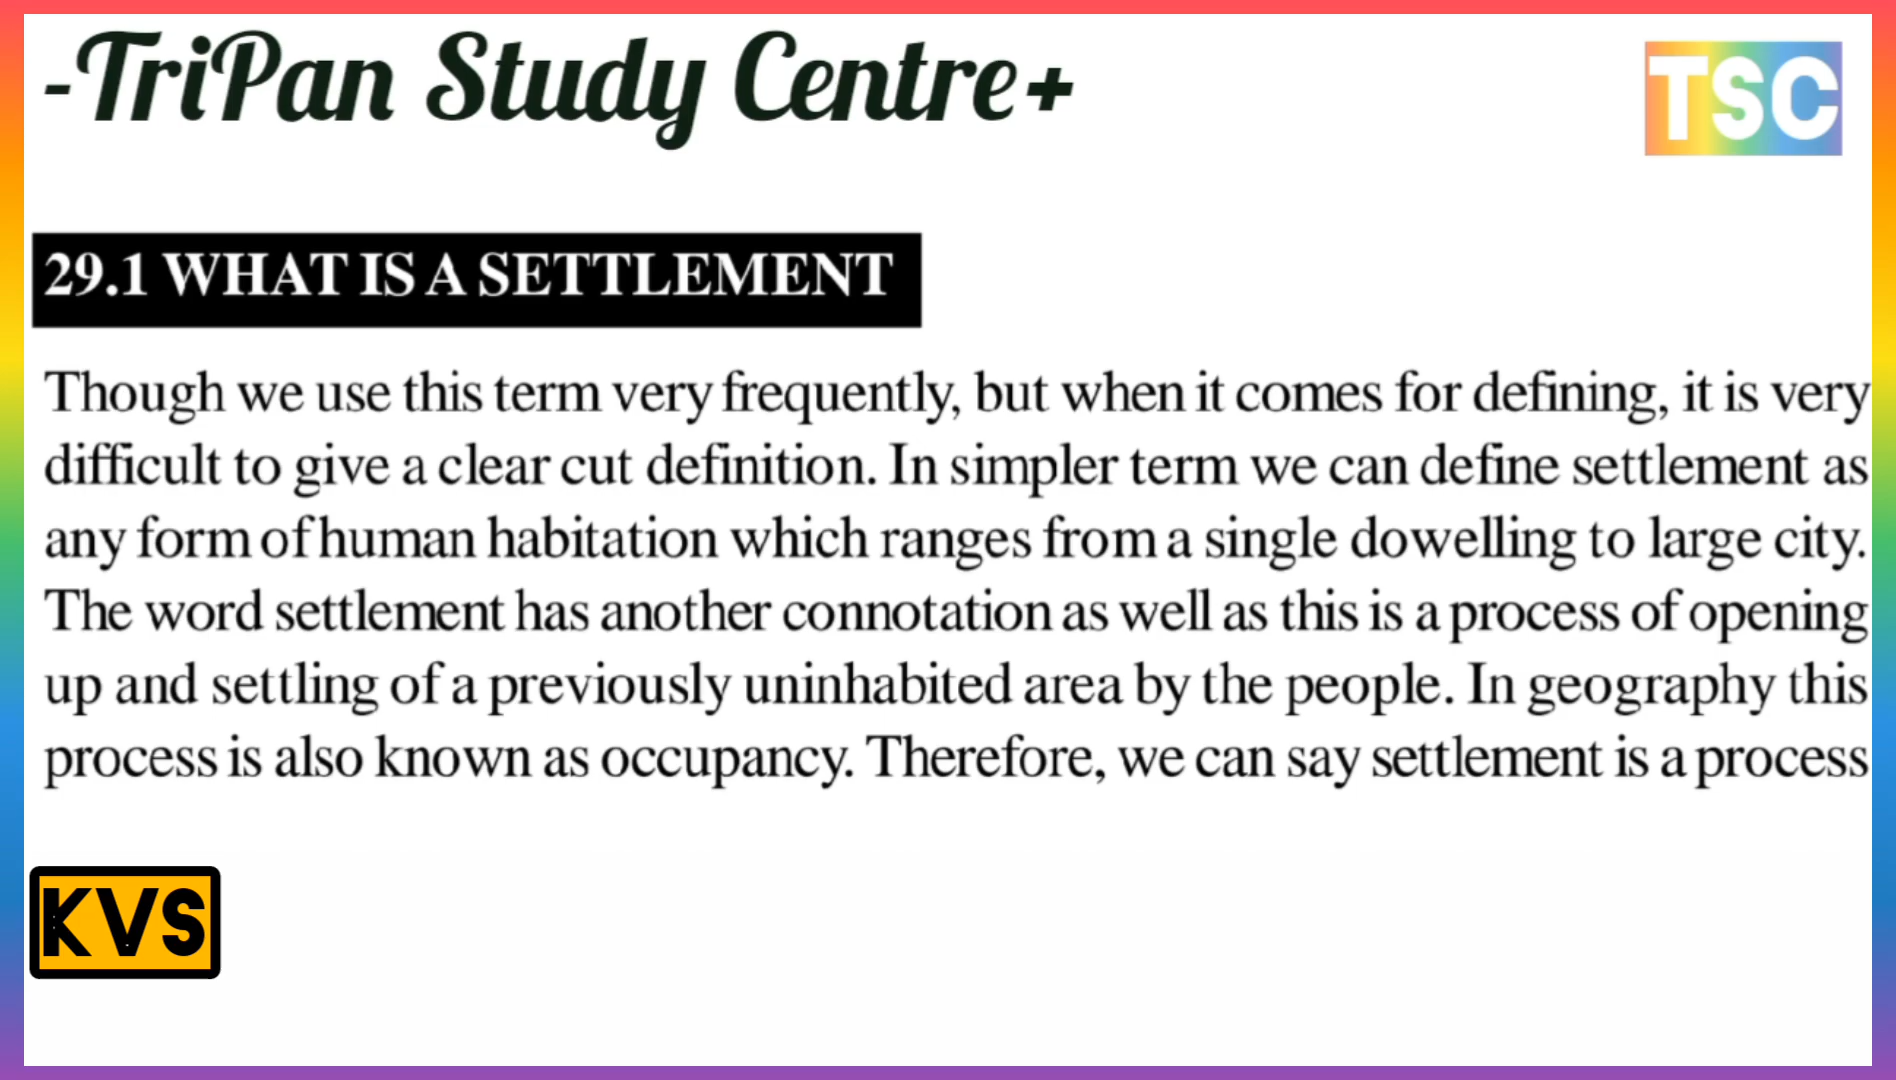 -TriPan Study Centre+
TSC
29.1 WHAT IS A SETTLEMENT
Though we use this term very frequently, but when it comes for defining, it is very
difficult to give a clear cut definition. In simpler term we can define settlement as
any form of human habitation which ranges from a single dowelling to large city.
The word settlement has another connotation as well as this is a process of opening
up and settling of a previously uninhabited area by the people. In geography this
process is also known as occupancy. Therefore, we can say settlement is a process
KVS